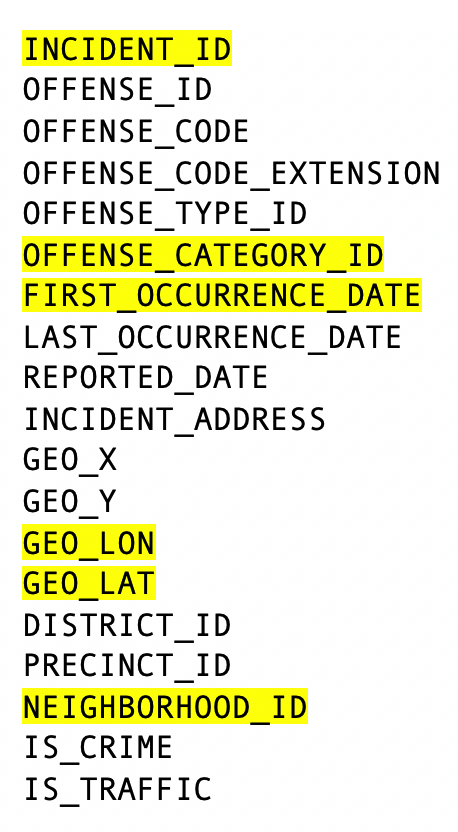 INCIDENT_ID
OFFENSE_ID
OFFENSE_CODE
OFFENSE_CODE_EXTENSION
OFFENSE_TYPE_ID
OFFENSE_CATEGORY_ID
FIRST_OCCURRENCE_DATE
LAST_OCCURRENCE_DATE
REPORTED_DATE
INCIDENT_ADDRESS
GEO_X
GEO_Y
GEO_LON
GEO_LAT
DISTRICT_ID
PRECINCT_ID
NEIGHBORHOOD_ID
IS_CRIME
IS_TRAFFIC